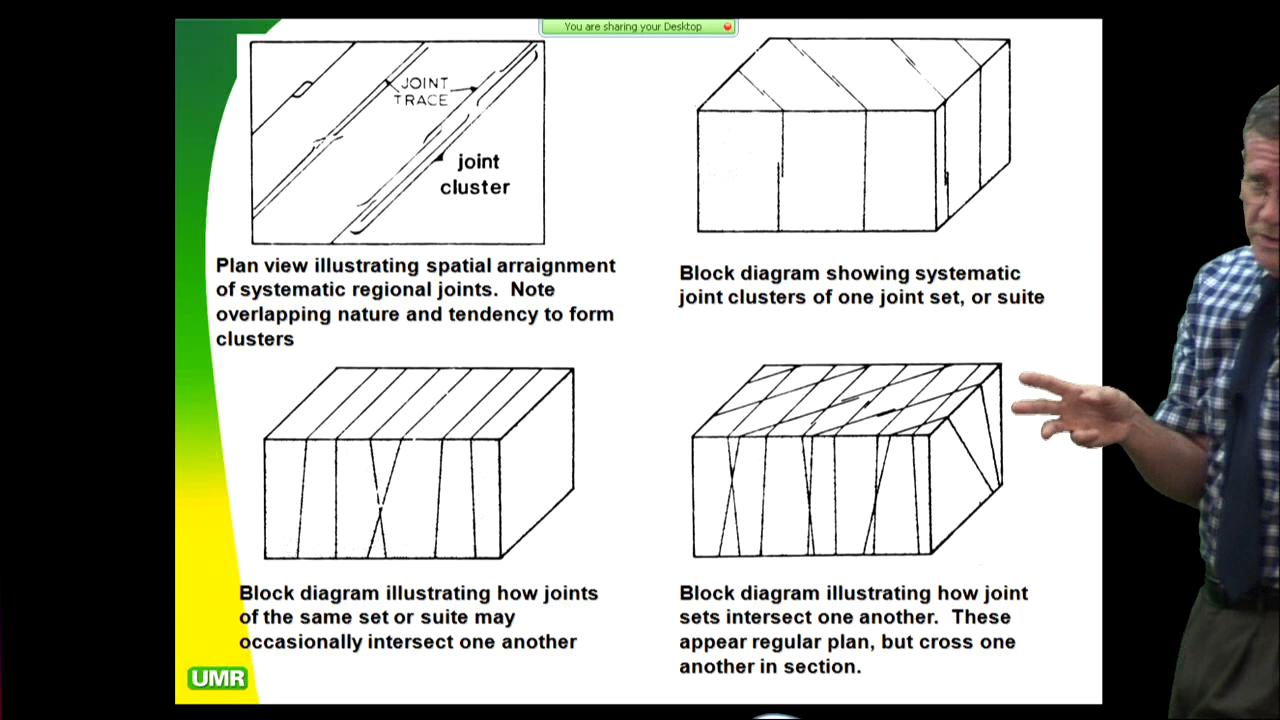 You are sharing your Desktop
JOINT
TRACE
joint
cluster
Plan view illustrating spatial arraignment
of systematic regional joints. Note
overlapping nature and tendency to form
clusters
Block diagram showing systematic
joint clusters of one joint set, or suite
Block diagram illustrating how joints
of the same set or suite may
occasionally intersect one another
Block diagram illustrating how joint
sets intersect one another. These
appear regular plan, but cross one
another in section.
UMR